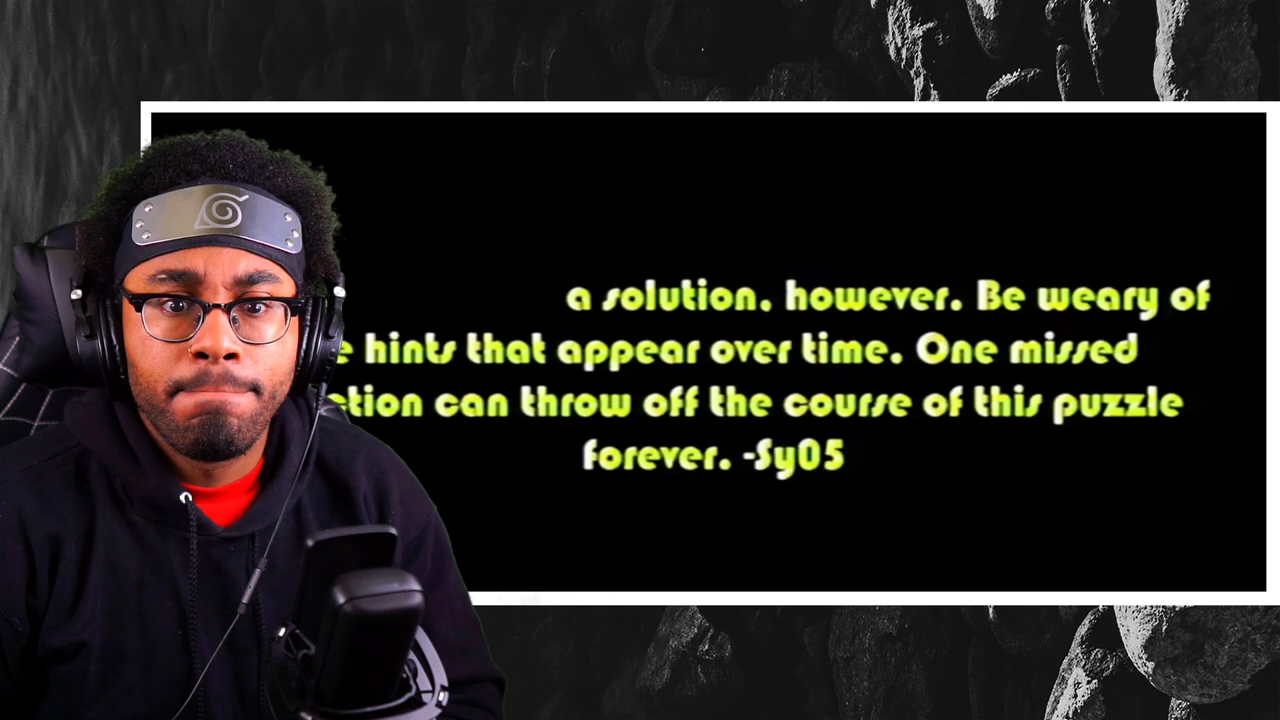 a solution, however. Be weary of
hints that appear over time. One missed
can throw off the course of this puzzle
forever. -Sy05